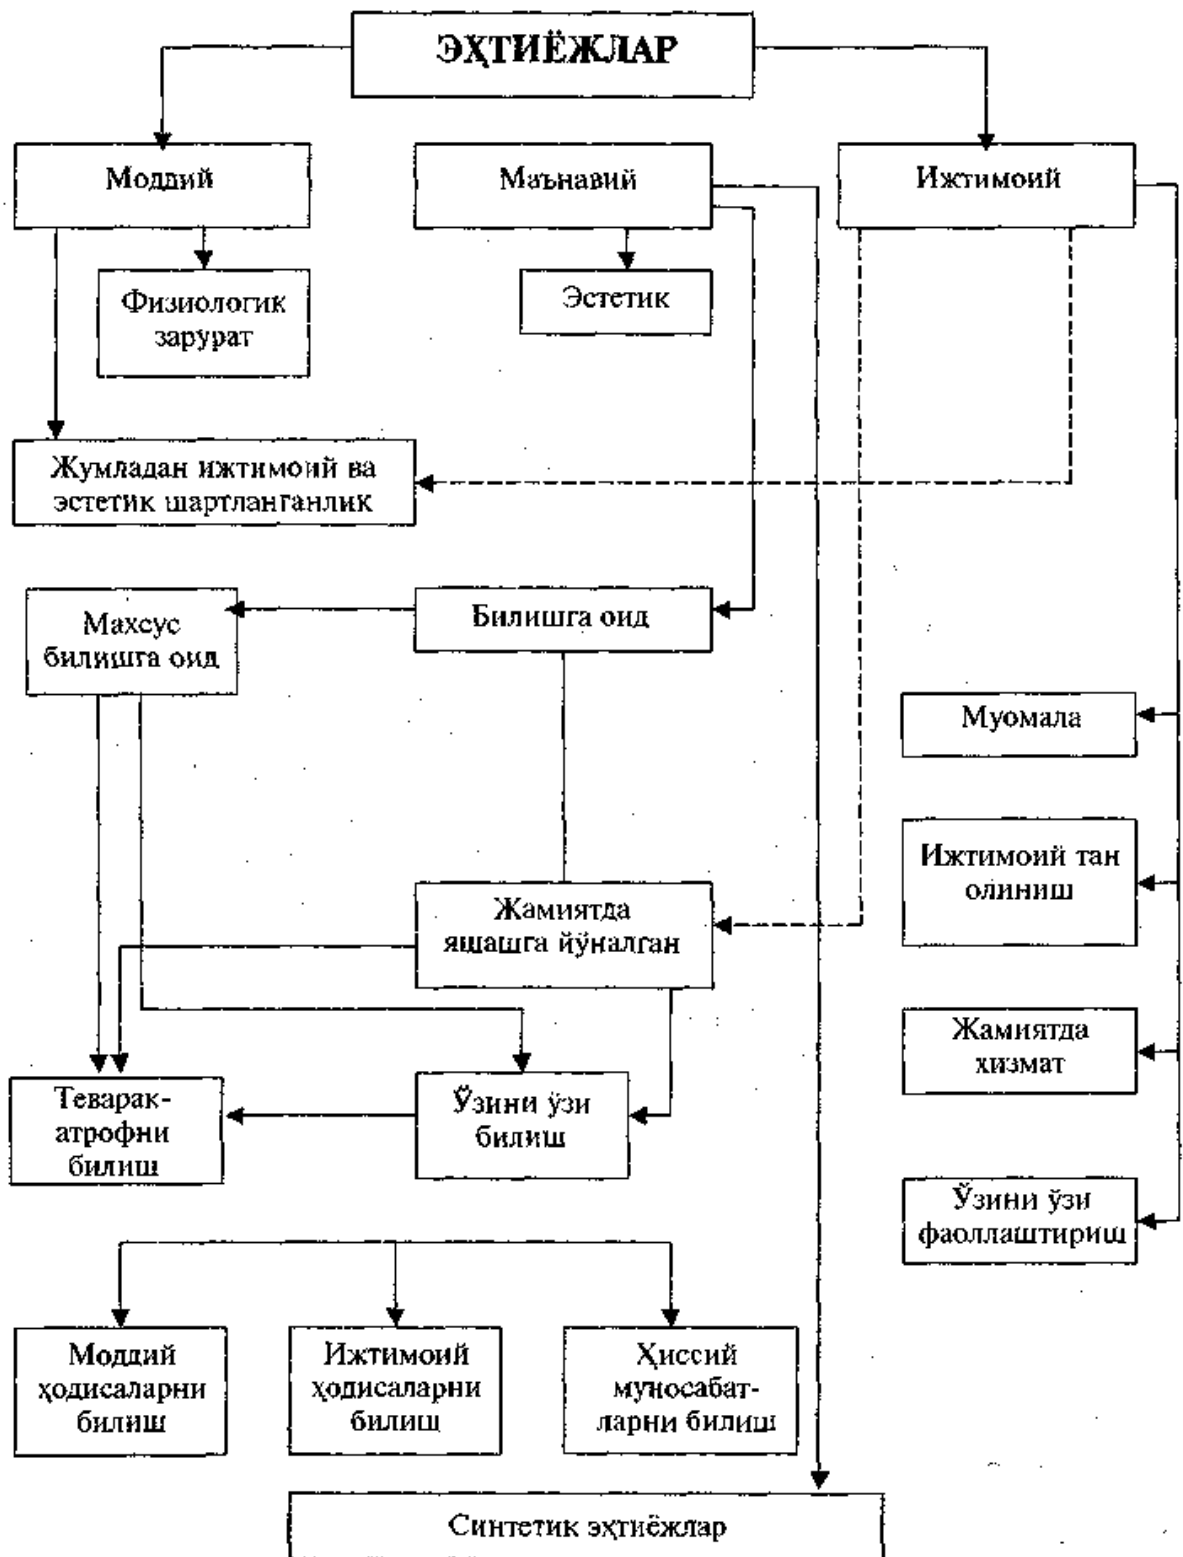 ЭҲТИЁЖЛАР
Моддий
Маънавий
Ижтимоий
Физиологик
зарурат
Эстетик
Жумладан ижтимоий ва
эстетик шартланганлик
Махсус
билишга оид
Билишга оид
Муомала
Ижтимоий тан
олиниш
Жамиятда
яшашга йўналган
Жамиятда
хизмат
Теварак-
атрофни
билиш
Ўзини ўзи
билиш
Ўзини ўзи
фаоллаштириш
Моддий
ҳодисаларни
билиш
Ижтимоий
ҳодисаларни
билиш
Ҳиссий
муносабат-
ларни билиш
Синтетик эҳтиёжлар